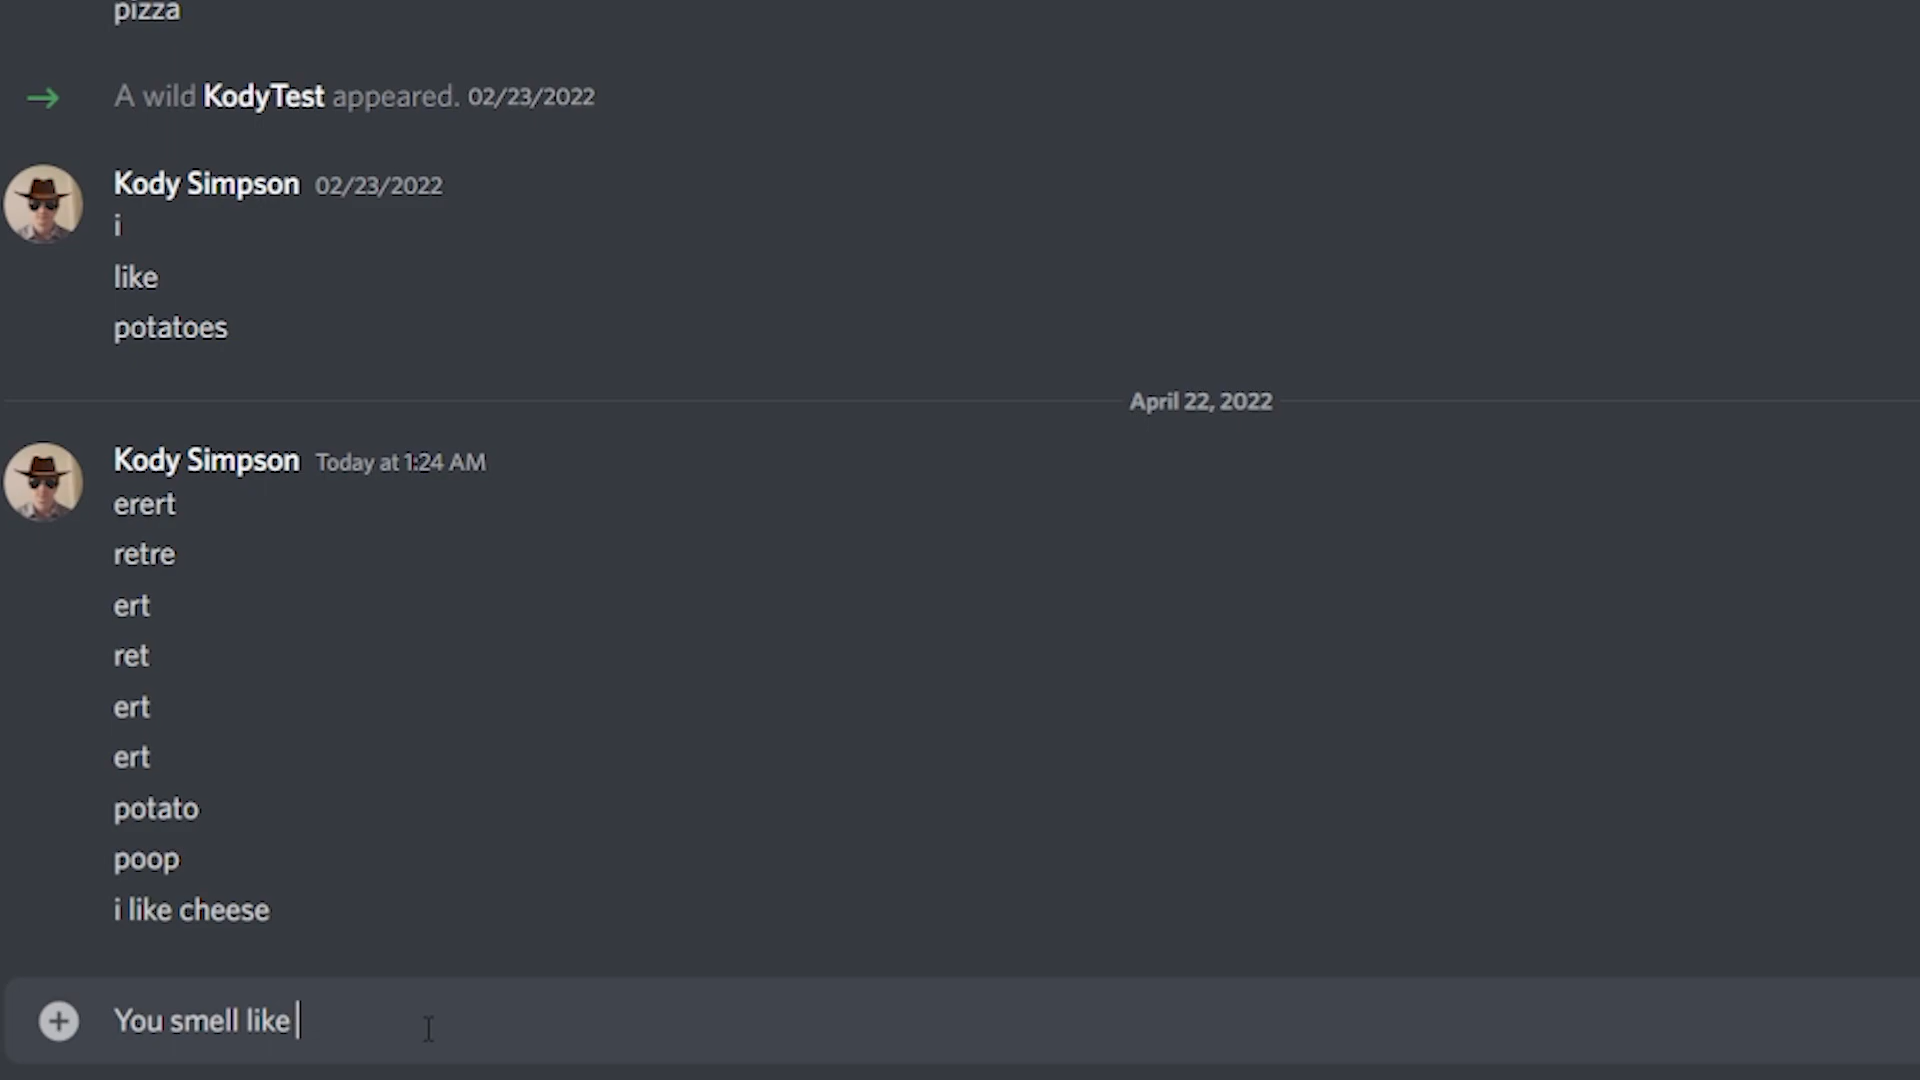 pizza
A wild KodyTest appeared. 02/23/2022
Kody Simpson 02/23/2022
i
like
potatoes
April 22, 2022
Kody Simpson Today at 1:24 AM
erert
retre
ert
ret
ert
ert
potato
poop
i like cheese
You smell like